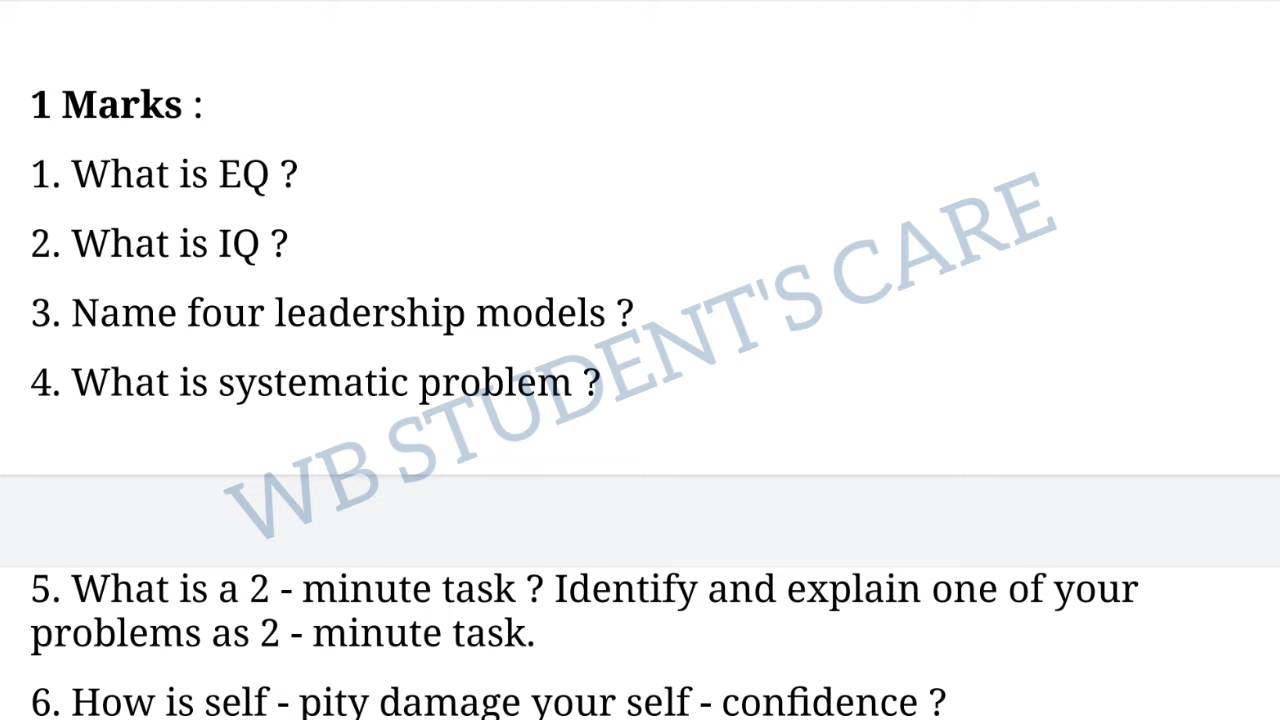 1 Marks :
1. What is EQ ?
2. What is IQ ?
3. Name four leadership models ?
4. What is systematic problem ?
WB STUDENT'S CARE
5. What is a 2 - minute task ? Identify and explain one of your
problems as 2 - minute task.
6. How is self - pity damage your self - confidence ?